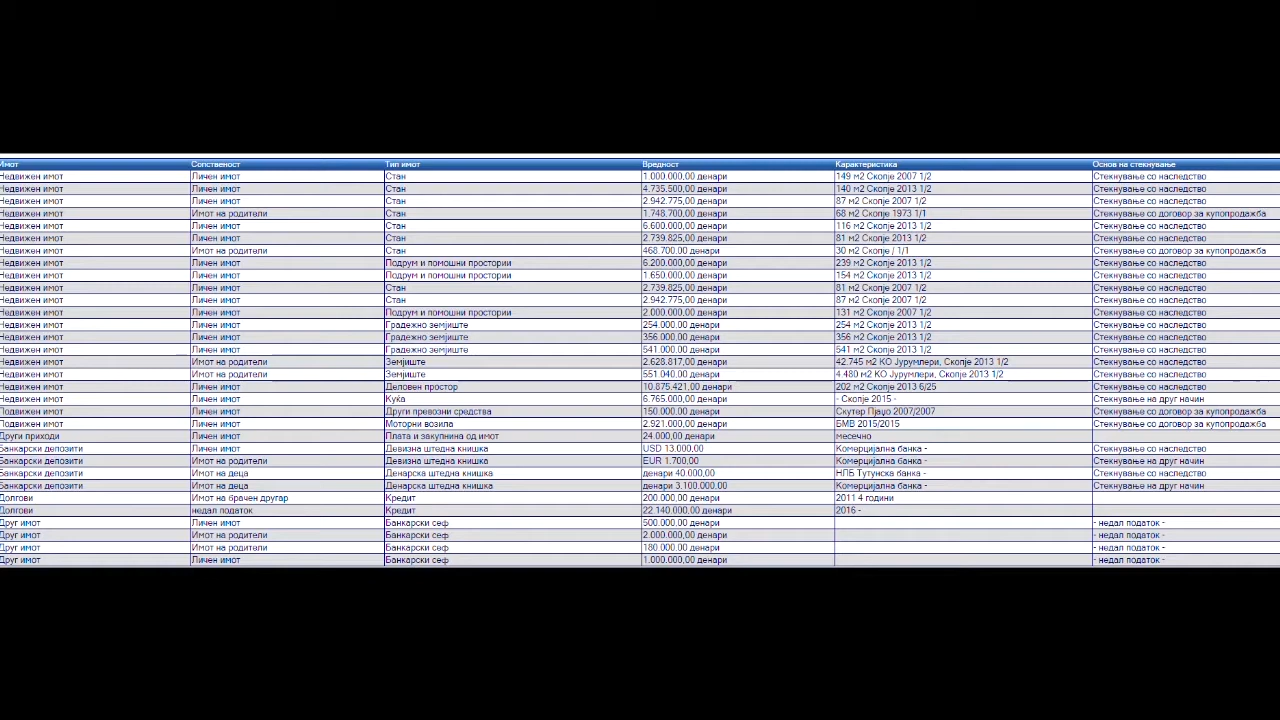 Имот Сопственост Тип имот Вредност Карактеристика Основ на стекнување
Недвижен имот Личен имот Стан 1.000.000,00 денари 149 м2 Скопје 2007 1/2 Стекнување со наследство
Недвижен имот Личен имот Стан 4.735.500,00 денари 140 м2 Скопје 2013 1/2 Стекнување со наследство
Недвижен имот Личен имот Стан 2.942.775,00 денари 87 м2 Скопје 2007 1/2 Стекнување со наследство
Недвижен имот Имот на родители Стан 1.748.700,00 денари 68 м2 Скопје 1973 1/1 Стекнување со договор за купопродажба
Недвижен имот Личен имот Стан 6.600.000,00 денари 116 м2 Скопје 2013 1/2 Стекнување со наследство
Недвижен имот Личен имот Стан 2.739.825,00 денари 81 м2 Скопје 2013 1/2 Стекнување со наследство
Недвижен имот Имот на родители Стан 468.700,00 денари 30 м2 Скопје / 1/1 Стекнување со договор за купопродажба
Недвижен имот Личен имот Подрум и помошни простории 6.200.000,00 денари 239 м2 Скопје 2013 1/2 Стекнување со наследство
Недвижен имот Личен имот Подрум и помошни простории 1.650.000,00 денари 154 м2 Скопје 2013 1/2 Стекнување со наследство
Недвижен имот Личен имот Стан 2.739.825,00 денари 81 м2 Скопје 2007 1/2 Стекнување со наследство
Недвижен имот Личен имот Стан 2.942.775,00 денари 87 м2 Скопје 2007 1/2 Стекнување со наследство
Недвижен имот Личен имот Подрум и помошни простории 2.000.000,00 денари 131 м2 Скопје 2007 1/2 Стекнување со наследство
Недвижен имот Личен имот Градежно земјиште 254.000,00 денари 254 м2 Скопје 2013 1/2 Стекнување со наследство
Недвижен имот Личен имот Градежно земјиште 356.000,00 денари 356 м2 Скопје 2013 1/2 Стекнување со наследство
Недвижен имот Личен имот Градежно земјиште 541.000,00 денари 541 м2 Скопје 2013 1/2 Стекнување со наследство
Недвижен имот Имот на родители Земјиште 2.628.817,00 денари 42.745 м2 КО Јурумлери, Скопје 2013 1/2 Стекнување со наследство
Недвижен имот Имот на родители Земјиште 551.040,00 денари 4.480 м2 КО Јурумлери, Скопје 2013 1/2 Стекнување со наследство
Недвижен имот Личен имот Деловен простор 10.875.421,00 денари 202 м2 Скопје 2013 6/25 Стекнување со наследство
Недвижен имот Личен имот Куќа 6.765.000,00 денари - Скопје 2015 - Стекнување на друг начин
Подвижен имот Личен имот Други превозни средства 150.000,00 денари Скутер Пјаџо 2007/2007 Стекнување со договор за купопродажба
Подвижен имот Личен имот Моторни возила 2.921.000,00 денари БМВ 2015/2015 Стекнување со договор за купопродажба
Други приходи Личен имот Плата и закупнина од имот 24.000,00 денари месечно
Банкарски депозити Личен имот Девизна штедна книшка USD 13.000,00 Комерцијална банка - Стекнување со наследство
Банкарски депозити Имот на родители Девизна штедна книшка EUR 1.700,00 Комерцијална банка - Стекнување на друг начин
Банкарски депозити Имот на деца Денарска штедна книшка денари 40.000,00 НЛБ Тутунска банка - Стекнување со наследство
Банкарски депозити Имот на деца Денарска штедна книшка денари 3.100.000,00 Комерцијална банка - Стекнување на друг начин
Долгови Имот на брачен другар Кредит 200.000,00 денари 2011 4 години
Долгови недал податок Кредит 22.140.000,00 денари 2016 -
Друг имот Личен имот Банкарски сеф 500.000,00 денари - недал податок -
Друг имот Имот на родители Банкарски сеф 2.000.000,00 денари - недал податок -
Друг имот Имот на родители Банкарски сеф 180.000,00 денари - недал податок -
Друг имот Личен имот Банкарски сеф 1.000.000,00 денари - недал податок -